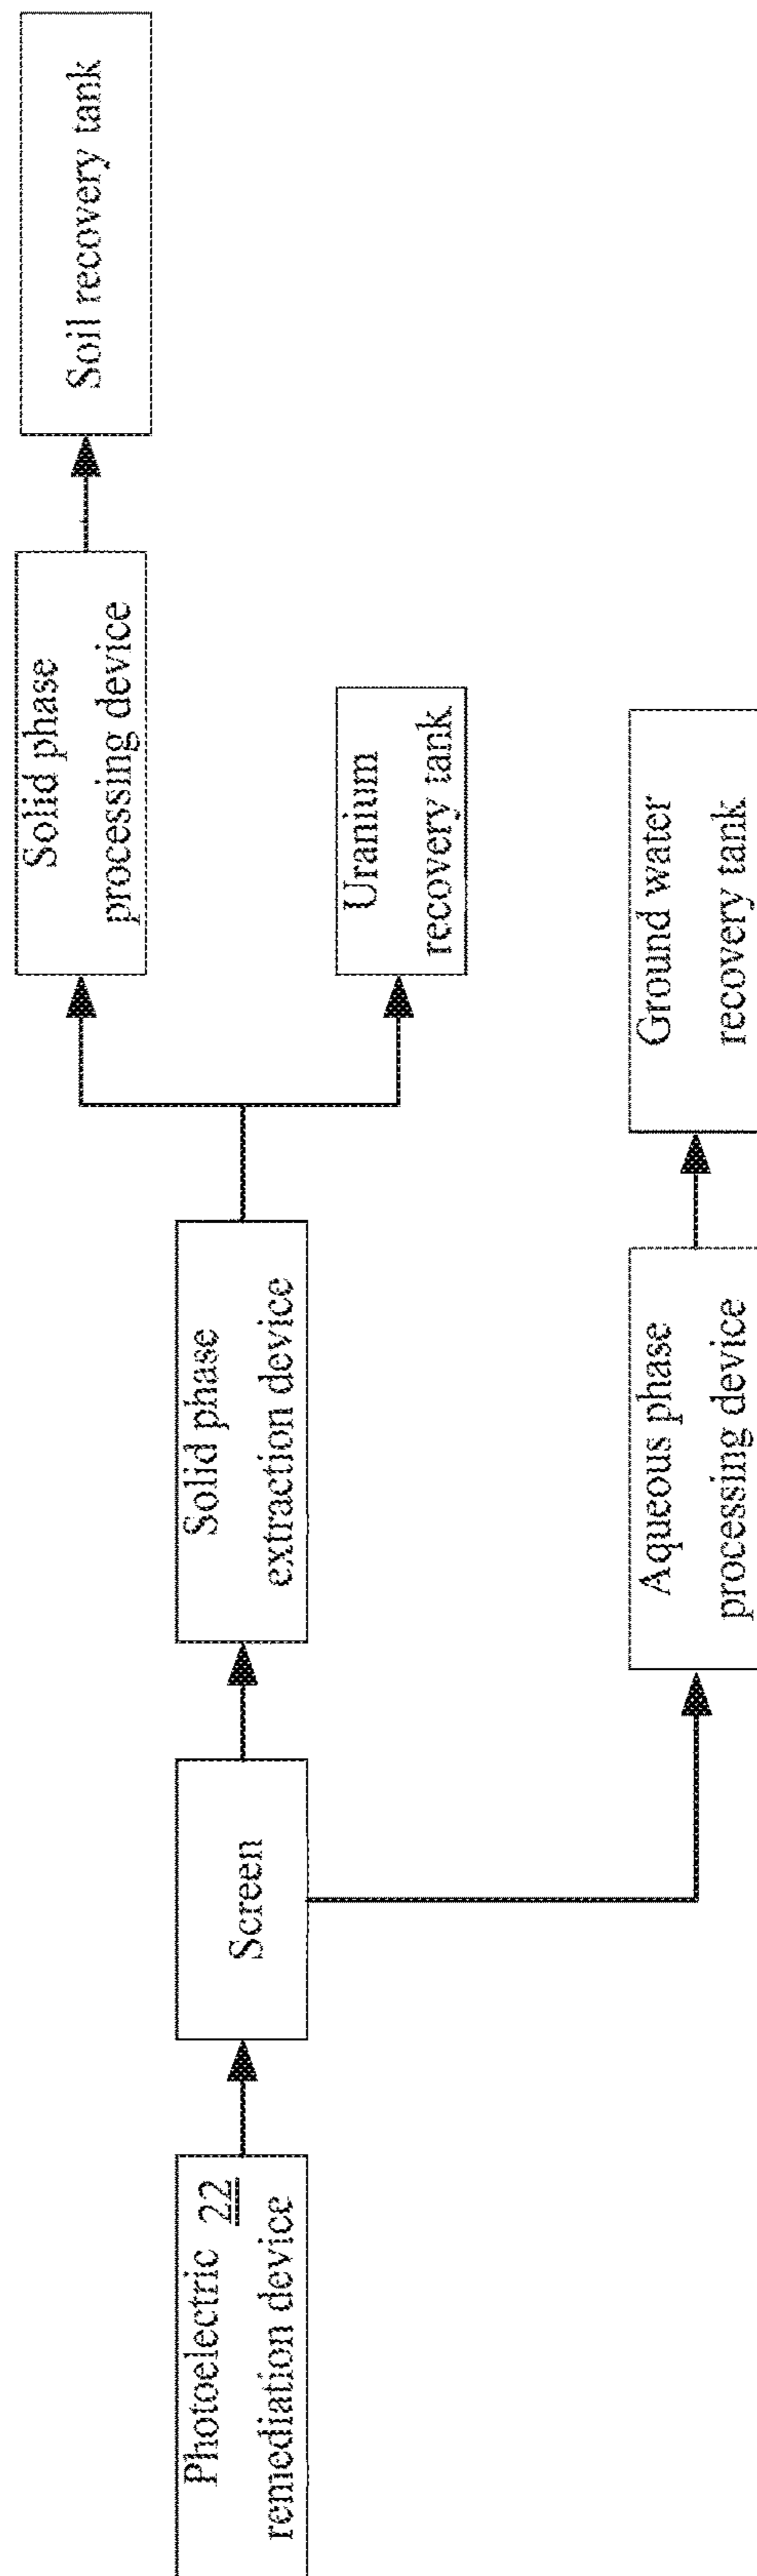 Photoelectric 22
remediation device
Screen
Solid phase
extraction device
Solid phase
processing device
Soil recovery tank
Uranium
recovery tank
Aqueous phase
processing device
Ground water
recovery tank